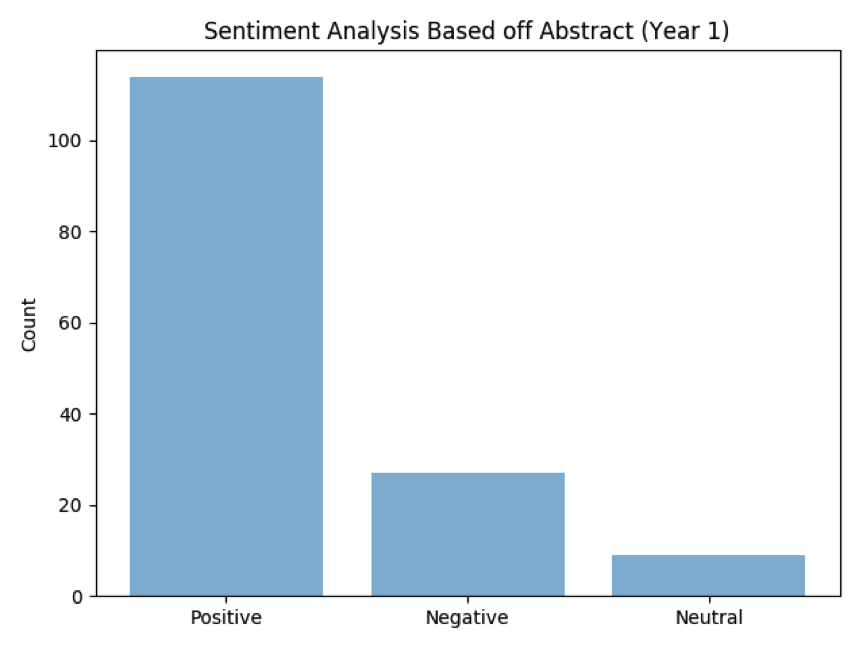 Sentiment Analysis Based off Abstract (Year 1)
100
80
60
40
20
0
Count
Positive Negative Neutral